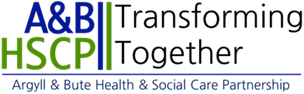 A&B Transforming
HSCP Together
Argyll & Bute Health & Social Care Partnership